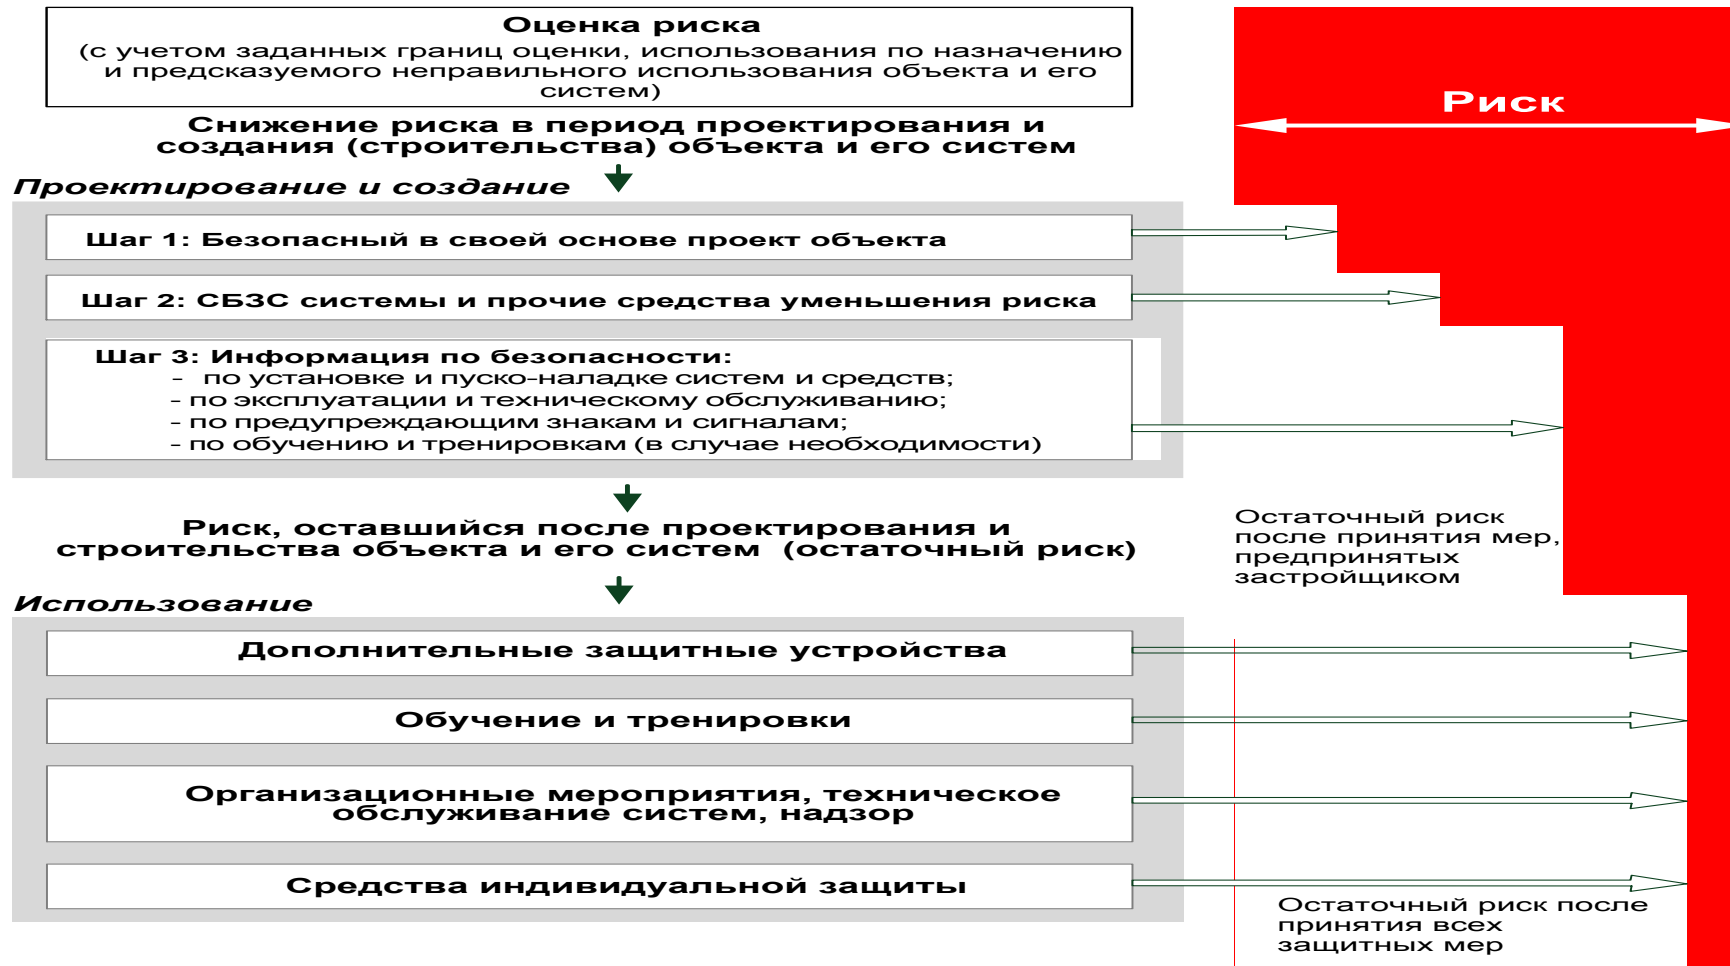 Оценка риска
(с учетом заданных границ оценки, использования по назначению
и предсказуемого неправильного использования объекта и его
систем)
Риск
Снижение риска в период проектирования и
создания (строительства) объекта и его систем
Проектирование и создание
Шаг 1: Безопасный в своей основе проект объекта
Шаг 2: СБЗС системы и прочие средства уменьшения риска
Шаг 3: Информация по безопасности:
- по установке и пуско-наладке систем и средств;
- по эксплуатации и техническому обслуживанию;
- по предупреждающим знакам и сигналам;
- по обучению и тренировкам (в случае необходимости)
Риск, оставшийся после проектирования и
строительства объекта и его систем (остаточный риск)
Остаточный риск
после принятия мер,
предпринятых
застройщиком
Использование
Дополнительные защитные устройства
Обучение и тренировки
Организационные мероприятия, техническое
обслуживание систем, надзор
Средства индивидуальной защиты
Остаточный риск после
принятия всех
защитных мер